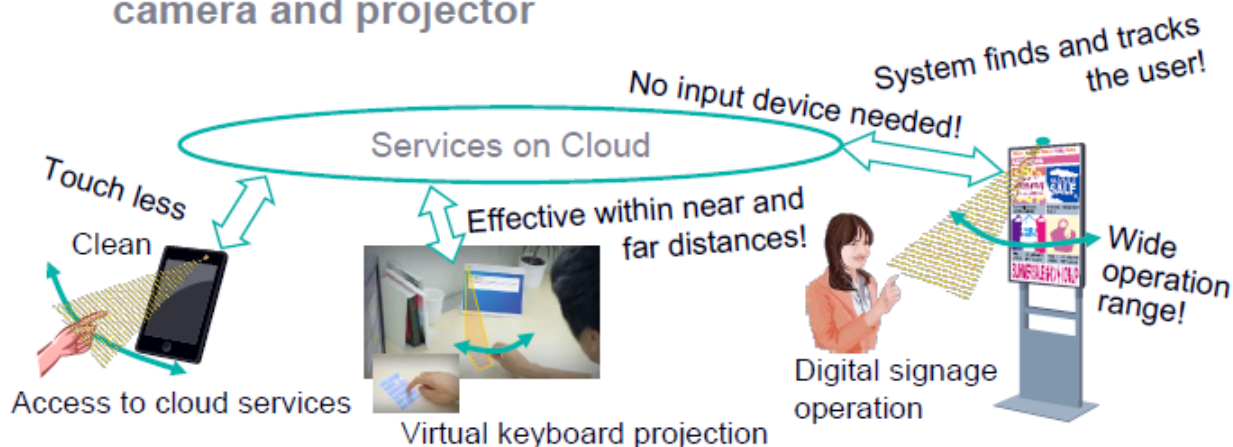 camera and projector
System finds and tracks
the user!
No input device needed!
Services on Cloud
Touch less
Effective within near and
far distances!
Clean
Wide
operation
range!
SALE
Digital signage
operation
Access to cloud services
Virtual keyboard projection